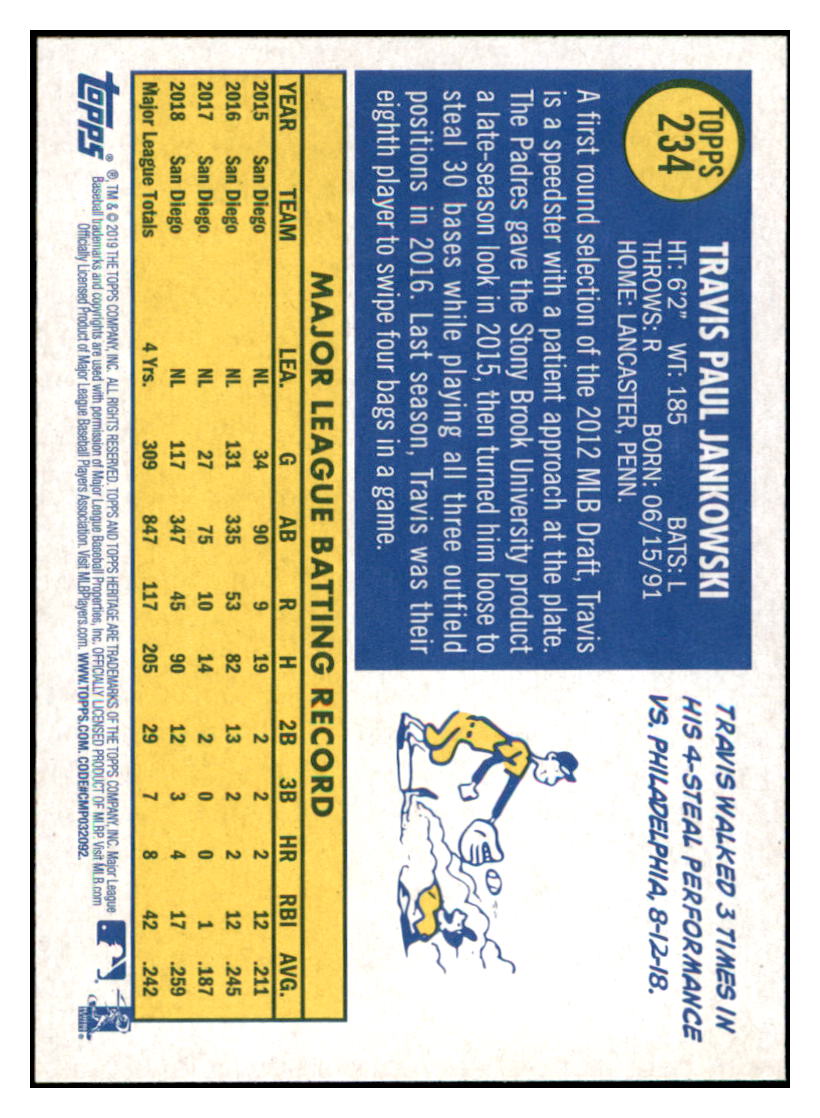 TOPPS
234
TRAVIS PAUL JANKOWSKI
HT: 6'2" WT: 185 BATS: L
THROWS: R BORN: 06/15/91
HOME: LANCASTER, PENN.
A first round selection of the 2012 MLB Draft, Travis
is a speedster with a patient approach at the plate.
The Padres gave the Stony Brook University product
a late-season look in 2015, then turned him loose to
steal 30 bases while playing all three outfield
positions in 2016. Last season, Travis was their
eighth player to swipe four bags in a game.
TRAVIS WALKED 3 TIMES IN
HIS 4-STEAL PERFORMANCE
VS. PHILADELPHIA, 8-12-18.
MAJOR LEAGUE BATTING RECORD
YEAR TEAM LEA. G AB R H 2B 3B HR RBI AVG.
2015 San Diego NL 34 90 9 19 2 2 2 12 .211
2016 San Diego NL 131 335 53 82 13 2 2 12 .245
2017 San Diego NL 27 75 10 14 2 0 0 1 .187
2018 San Diego NL 117 347 45 90 12 3 4 17 .259
Major League Totals 4 Yrs. 309 847 117 205 29 7 8 42 .242
topps®
®, TM & © 2019 THE TOPPS COMPANY, INC. ALL RIGHTS RESERVED. TOPPS AND TOPPS HERITAGE ARE TRADEMARKS OF THE TOPPS COMPANY, INC. Major League
Baseball trademarks and copyrights are used with permission of Major League Baseball Properties, Inc. OFFICIALLY LICENSED PRODUCT OF MLBP. Visit MLB.com
Officially Licensed Product of Major League Baseball Players Association. Visit MLBPlayers.com. WWW.TOPPS.COM. CODE#CMP032092.